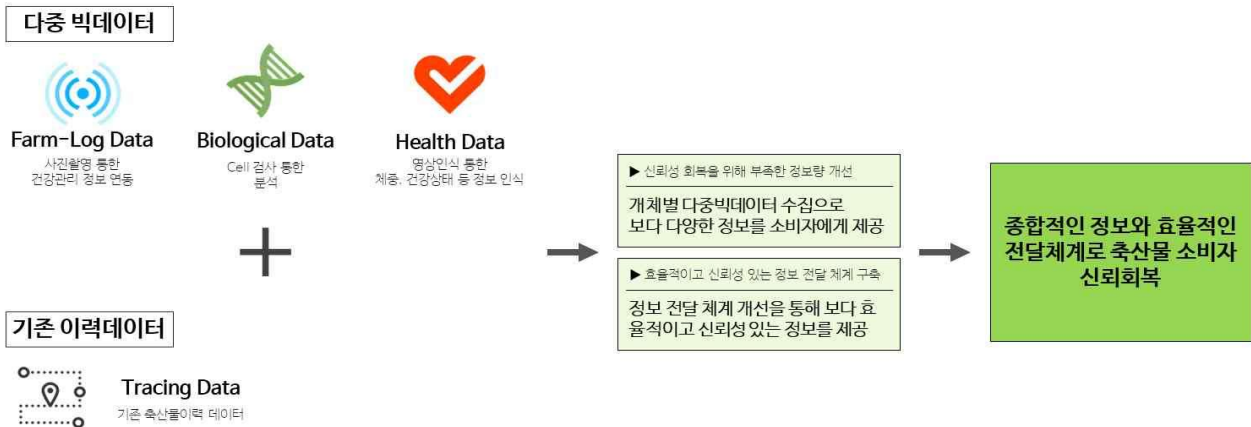 다중 빅데이터
Farm-Log Data
사진촬영 통한
건강관리 정보 연동
Biological Data
Cell 검사 통한
분석
Health Data
영상인식 통한
체중, 건강상태 등 정보 인식
기존 이력데이터
Tracing Data
기존 축산물이력 데이터
▶ 신뢰성 회복을 위해 부족한 정보량 개선
개체별 다중빅데이터 수집으로
보다 다양한 정보를 소비자에게 제공
▶ 효율적이고 신뢰성 있는 정보 전달 체계 구축
정보 전달 체계 개선을 통해 보다 효
율적이고 신뢰성 있는 정보를 제공
종합적인 정보와 효율적인
전달체계로 축산물 소비자
신뢰회복